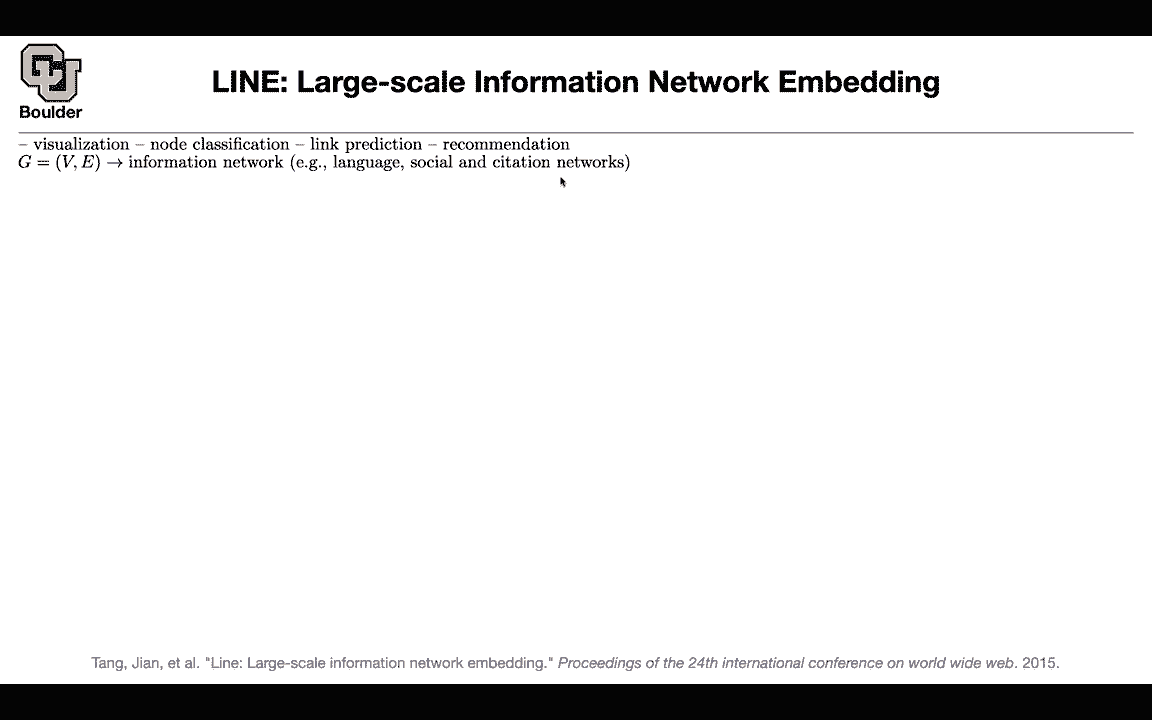 CU
Boulder
LINE: Large-scale Information Network Embedding
– visualization – node classification – link prediction – recommendation
G = (V, E) → information network (e.g., language, social and citation networks)
Tang, Jian, et al. "Line: Large-scale information network embedding." Proceedings of the 24th international conference on world wide web. 2015.